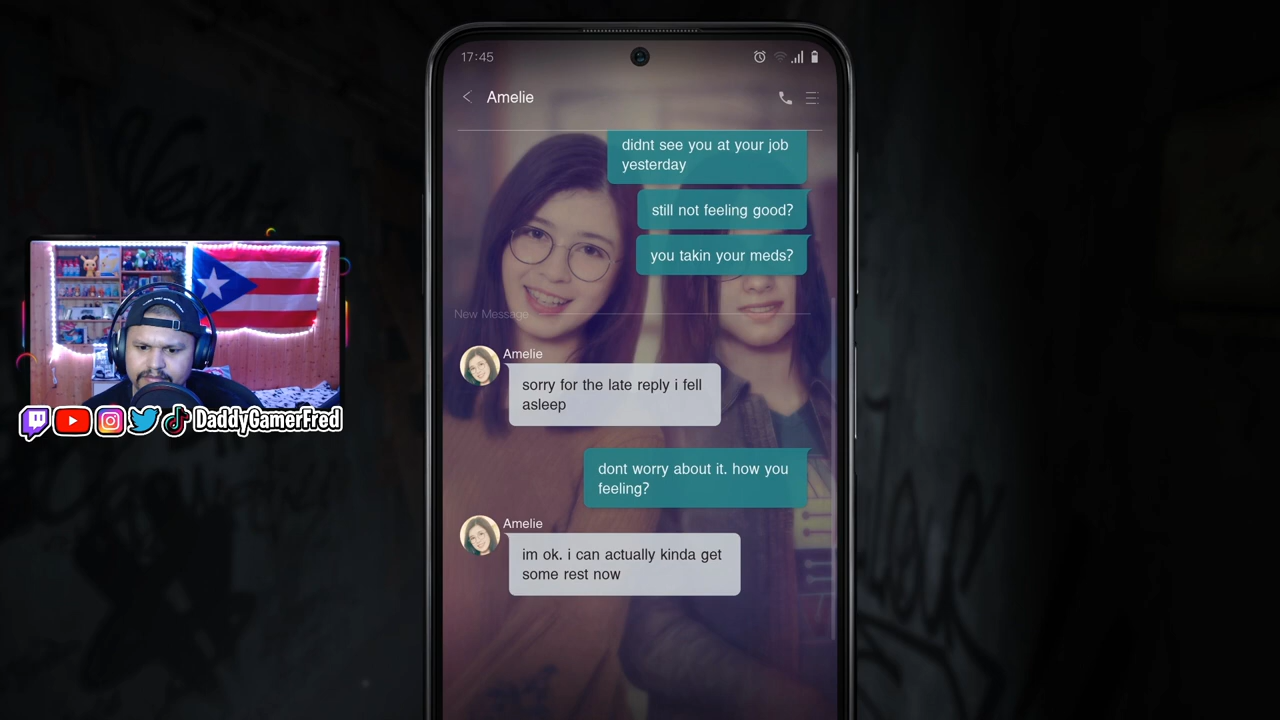 17:45
Amelie
didnt see you at your job
yesterday
still not feeling good?
you takin your meds?
New Message
Amelie
sorry for the late reply i fell
asleep
dont worry about it. how you
feeling?
Amelie
im ok. i can actually kinda get
some rest now
DaddyGamerFred